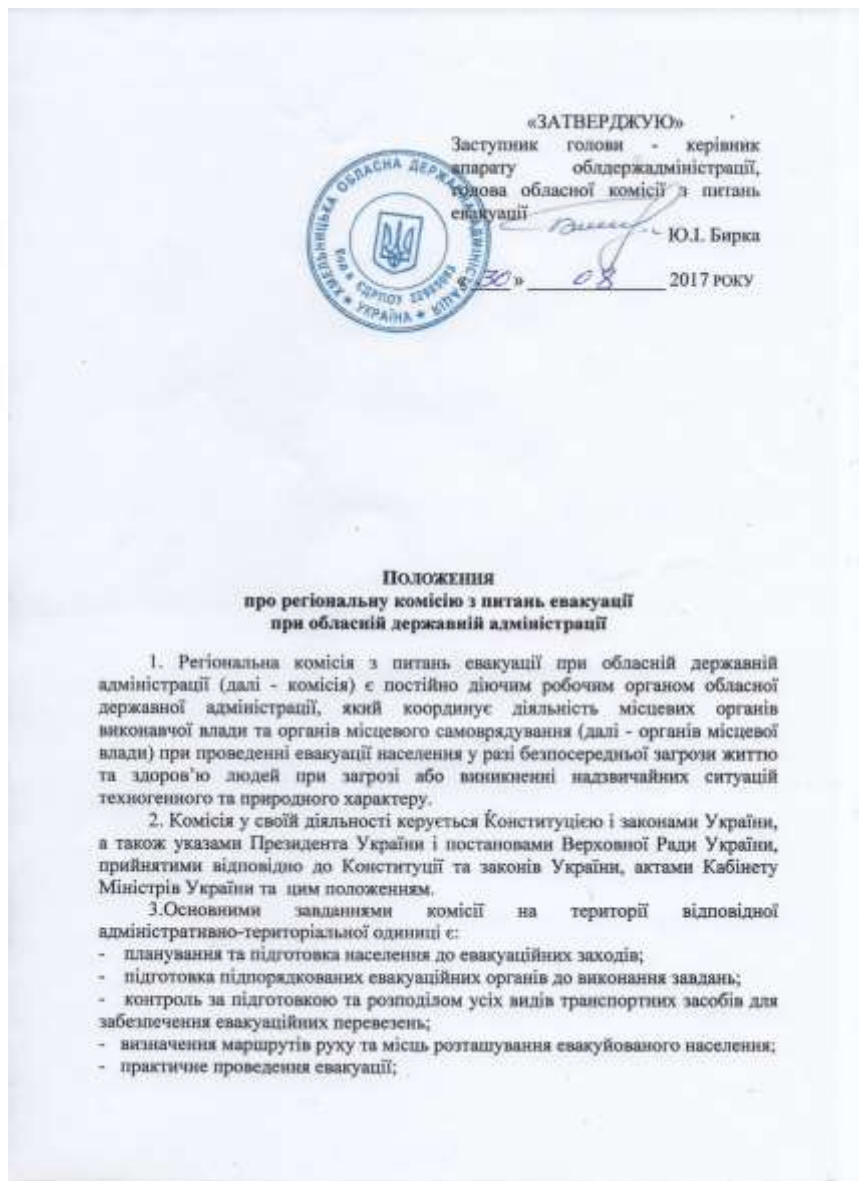 «ЗАТВЕРДЖУЮ»
Заступник голови - керівник
апарату облдержадміністрації,
голова обласної комісії з питань
евакуації
Ю.І. Бирка
« 30 » 08 2017 РОКУ
ХМЕЛЬНИЦЬКА ОБЛАСНА ДЕРЖАВНА АДМІНІСТРАЦІЯ
УКРАЇНА
ПОЛОЖЕННЯ
про регіональну комісію з питань евакуації
при обласній державній адміністрації
1. Регіональна комісія з питань евакуації при обласній державній
адміністрації (далі - комісія) є постійно діючим робочим органом обласної
державної адміністрації, який координує діяльність місцевих органів
виконавчої влади та органів місцевого самоврядування (далі - органів місцевої
влади) при проведенні евакуації населення у разі безпосередньої загрози життю
та здоров’ю людей при загрозі або виникненні надзвичайних ситуацій
техногенного та природного характеру.
2. Комісія у своїй діяльності керується Конституцією і законами України,
а також указами Президента України і постановами Верховної Ради України,
прийнятими відповідно до Конституції та законів України, актами Кабінету
Міністрів України та цим положенням.
3.Основними завданнями комісії на території відповідної
адміністративно-територіальної одиниці є:
- планування та підготовка населення до евакуаційних заходів;
- підготовка підпорядкованих евакуаційних органів до виконання завдань;
- контроль за підготовкою та розподілом усіх видів транспортних засобів для
забезпечення евакуаційних перевезень;
- визначення маршрутів руху та місць розташування евакуйованого населення;
- практичне проведення евакуації;